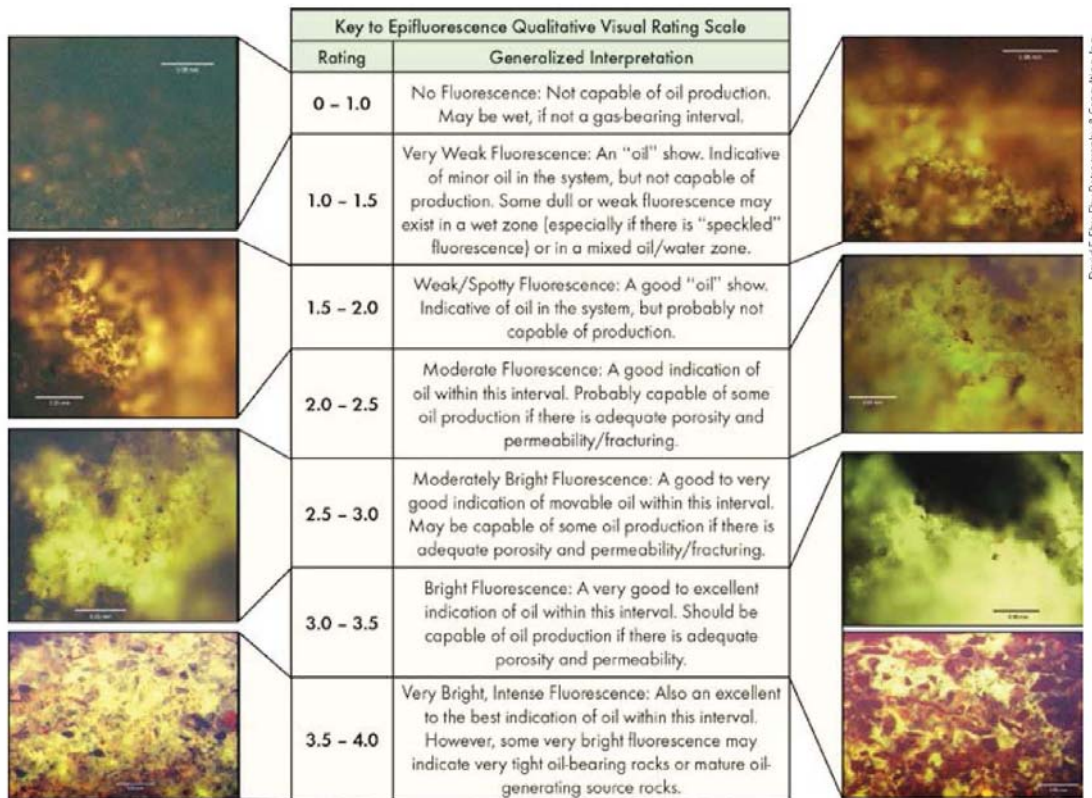 Key to Epifluorescence Qualitative Visual Rating Scale
Rating Generalized Interpretation
0 – 1.0
No Fluorescence: Not capable of oil production.
May be wet, if not a gas-bearing interval.
1.0 – 1.5
Very Weak Fluorescence: An “oil” show. Indicative
of minor oil in the system, but not capable of
production. Some dull or weak fluorescence may
exist in a wet zone (especially if there is “speckled”
fluorescence) or in a mixed oil/water zone.
1.5 – 2.0
Weak/Spotty Fluorescence: A good “oil” show.
Indicative of oil in the system, but probably not
capable of production.
2.0 – 2.5
Moderate Fluorescence: A good indication of
oil within this interval. Probably capable of some
oil production if there is adequate porosity and
permeability/fracturing.
2.5 – 3.0
Moderately Bright Fluorescence: A good to very
good indication of movable oil within this interval.
May be capable of some oil production if there is
adequate porosity and permeability/fracturing.
3.0 – 3.5
Bright Fluorescence: A very good to excellent
indication of oil within this interval. Should be
capable of oil production if there is adequate
porosity and permeability.
3.5 – 4.0
Very Bright, Intense Fluorescence: Also an excellent
to the best indication of oil within this interval.
However, some very bright fluorescence may
indicate very tight oil-bearing rocks or mature oil-
generating source rocks.